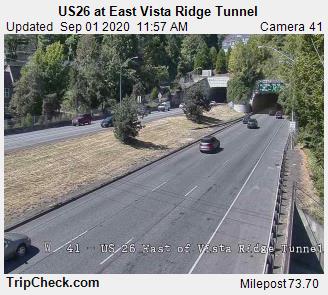 US26 at East Vista Ridge Tunnel
Updated Sep 01 2020 11:57 AM Camera 41
W 41 - US 26 East of Vista Ridge Tunnel
TripCheck.com Milepost 73.70